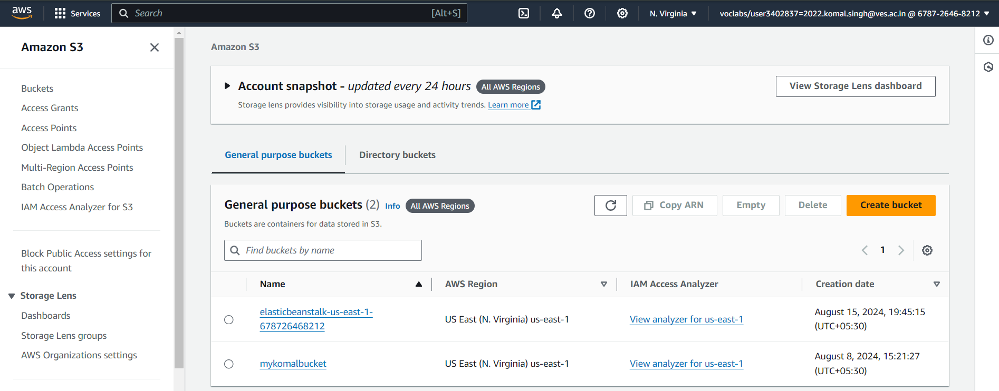 aws
Services
Search
[Alt+S]
N. Virginia
voclabs/user3402837=2022.komal.singh@ves.ac.in @ 6787-2646-8212
Amazon S3
Buckets
Access Grants
Access Points
Object Lambda Access Points
Multi-Region Access Points
Batch Operations
IAM Access Analyzer for S3
Block Public Access settings for
this account
Storage Lens
Dashboards
Storage Lens groups
AWS Organizations settings
Amazon S3
Account snapshot - updated every 24 hours All AWS Regions
Storage lens provides visibility into storage usage and activity trends. Learn more
View Storage Lens dashboard
General purpose buckets
Directory buckets
General purpose buckets (2) Info All AWS Regions
Buckets are containers for data stored in S3.
Copy ARN
Empty
Delete
Create bucket
Find buckets by name
1
Name
AWS Region
IAM Access Analyzer
Creation date
elasticbeanstalk-us-east-1-
678726468212
US East (N. Virginia) us-east-1
View analyzer for us-east-1
August 15, 2024, 19:45:15
(UTC+05:30)
mykomalbucket
US East (N. Virginia) us-east-1
View analyzer for us-east-1
August 8, 2024, 15:21:27
(UTC+05:30)